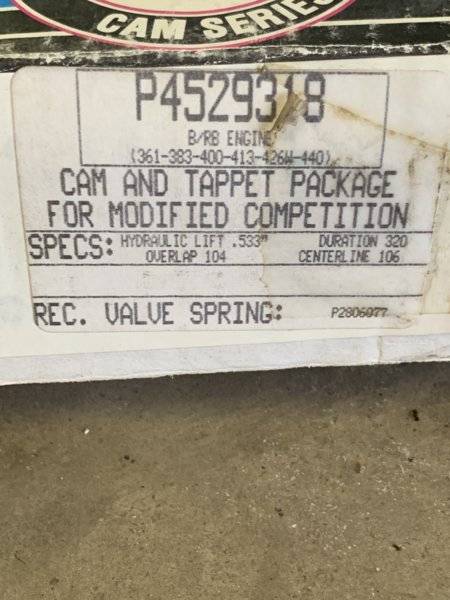 CAM SERIES
P4529318
B/RB ENGINE
(361-383-400-413-426W-440)
CAM AND TAPPET PACKAGE
FOR MODIFIED COMPETITION
SPECS: HYDRAULIC LIFT .533" DURATION 320
OVERLAP 104 CENTERLINE 106
REC. VALVE SPRING: P2806077